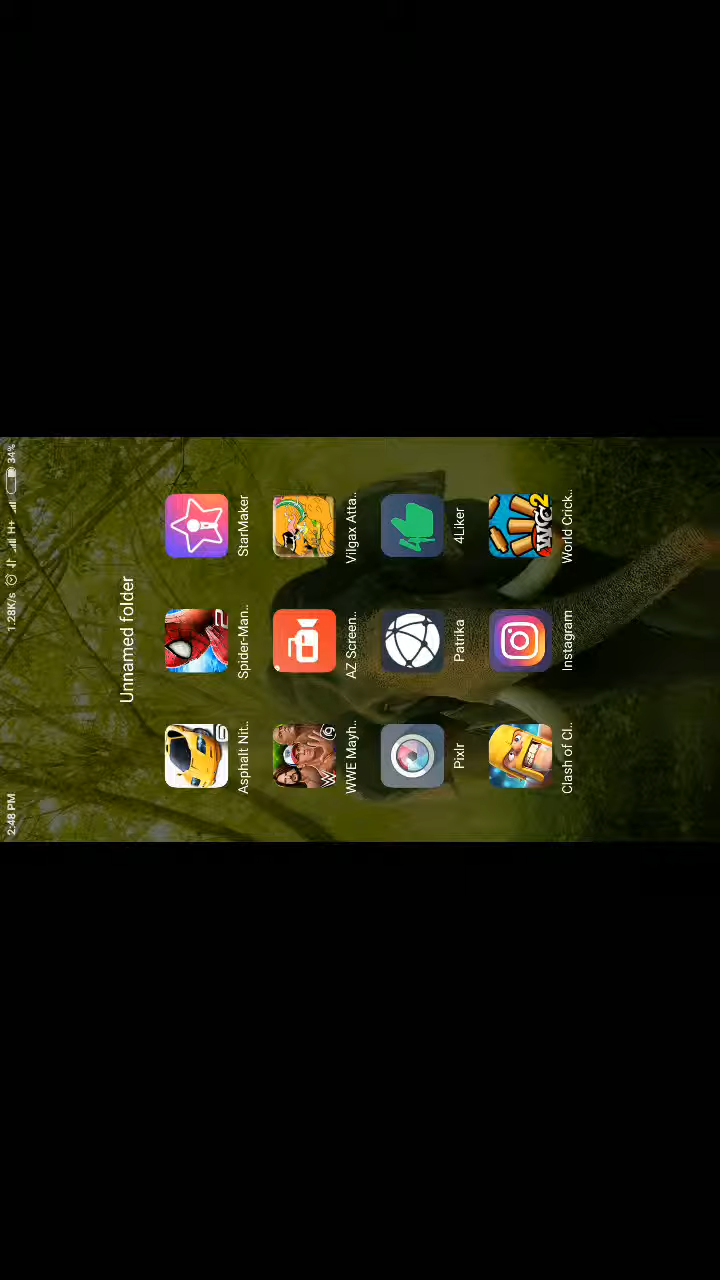 2:48 PM 1.28K/s H+ 34%
Unnamed folder
Asphalt Nit.. Spider-Man.. StarMaker
WWE Mayh.. AZ Screen.. Vilgax Atta..
Pixlr Patrika 4Liker
Clash of Cl.. Instagram World Crick..